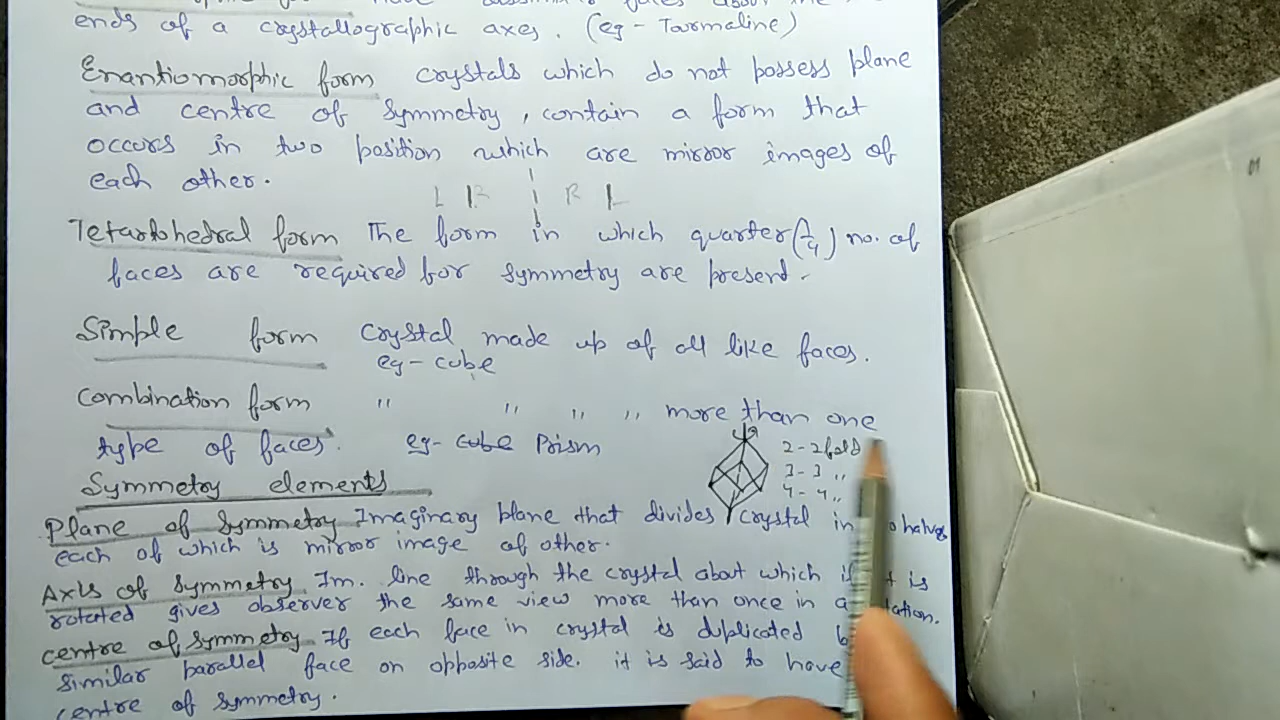 ends of a crystallographic axes. (eg - Tourmaline)
Enantiomorphic form crystals which do not possess plane
and centre of symmetry, contain a form that
occurs in two position which are mirror images of
each other.
L R R L
Tetartohedral form The form in which quarter (1/4) no. of
faces are required for symmetry are present.
Simple form crystal made up of all like faces.
eg - cube
Combination form " " " " more than one
type of faces. eg - cube Prism
2 - 2 fold
3 - 3 "
4 - 4 "
Symmetry elements
Plane of symmetry Imaginary plane that divides crystal in halves
each of which is mirror image of other.
Axis of symmetry Im. line through the crystal about which is
rotated gives observer the same view more than once in a
centre of symmetry If each face in crystal is duplicated
similar parallel face on opposite side. it is said to have
centre of symmetry.